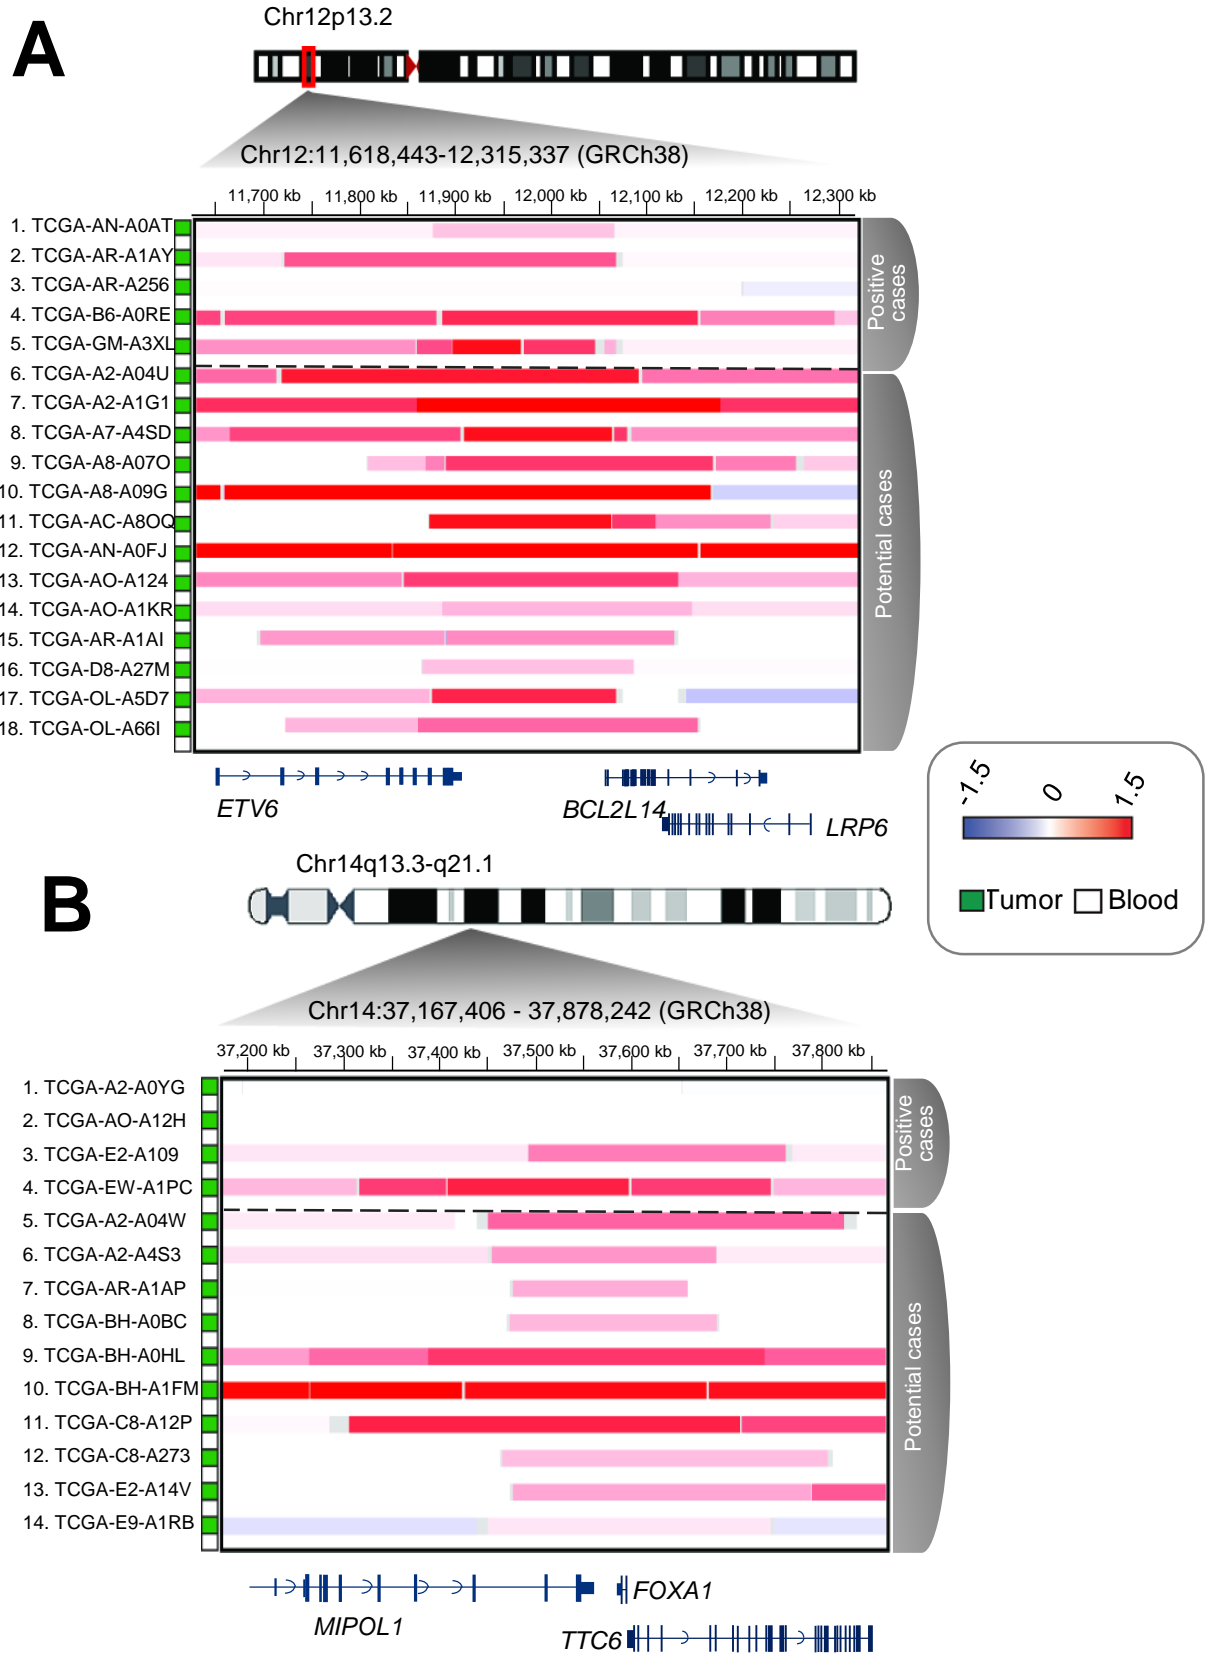 A
Chr12p13.2
Chr12:11,618,443-12,315,337 (GRCh38)
11,700 kb 11,800 kb 11,900 kb 12,000 kb 12,100 kb 12,200 kb 12,300 kb
1. TCGA-AN-A0AT
2. TCGA-AR-A1AY
3. TCGA-AR-A256
4. TCGA-B6-A0RE
5. TCGA-GM-A3XL
6. TCGA-A2-A04U
7. TCGA-A2-A1G1
8. TCGA-A7-A4SD
9. TCGA-A8-A07O
10. TCGA-A8-A09G
11. TCGA-AC-A8OQ
12. TCGA-AN-A0FJ
13. TCGA-AO-A124
14. TCGA-AO-A1KR
15. TCGA-AR-A1AI
16. TCGA-D8-A27M
17. TCGA-OL-A5D7
18. TCGA-OL-A66I
Positive
cases
Potential cases
ETV6
BCL2L14
LRP6
-1.5 0 1.5
Tumor Blood
B
Chr14q13.3-q21.1
Chr14:37,167,406 - 37,878,242 (GRCh38)
37,200 kb 37,300 kb 37,400 kb 37,500 kb 37,600 kb 37,700 kb 37,800 kb
1. TCGA-A2-A0YG
2. TCGA-AO-A12H
3. TCGA-E2-A109
4. TCGA-EW-A1PC
5. TCGA-A2-A04W
6. TCGA-A2-A4S3
7. TCGA-AR-A1AP
8. TCGA-BH-A0BC
9. TCGA-BH-A0HL
10. TCGA-BH-A1FM
11. TCGA-C8-A12P
12. TCGA-C8-A273
13. TCGA-E2-A14V
14. TCGA-E9-A1RB
Positive
cases
Potential cases
MIPOL1
FOXA1
TTC6